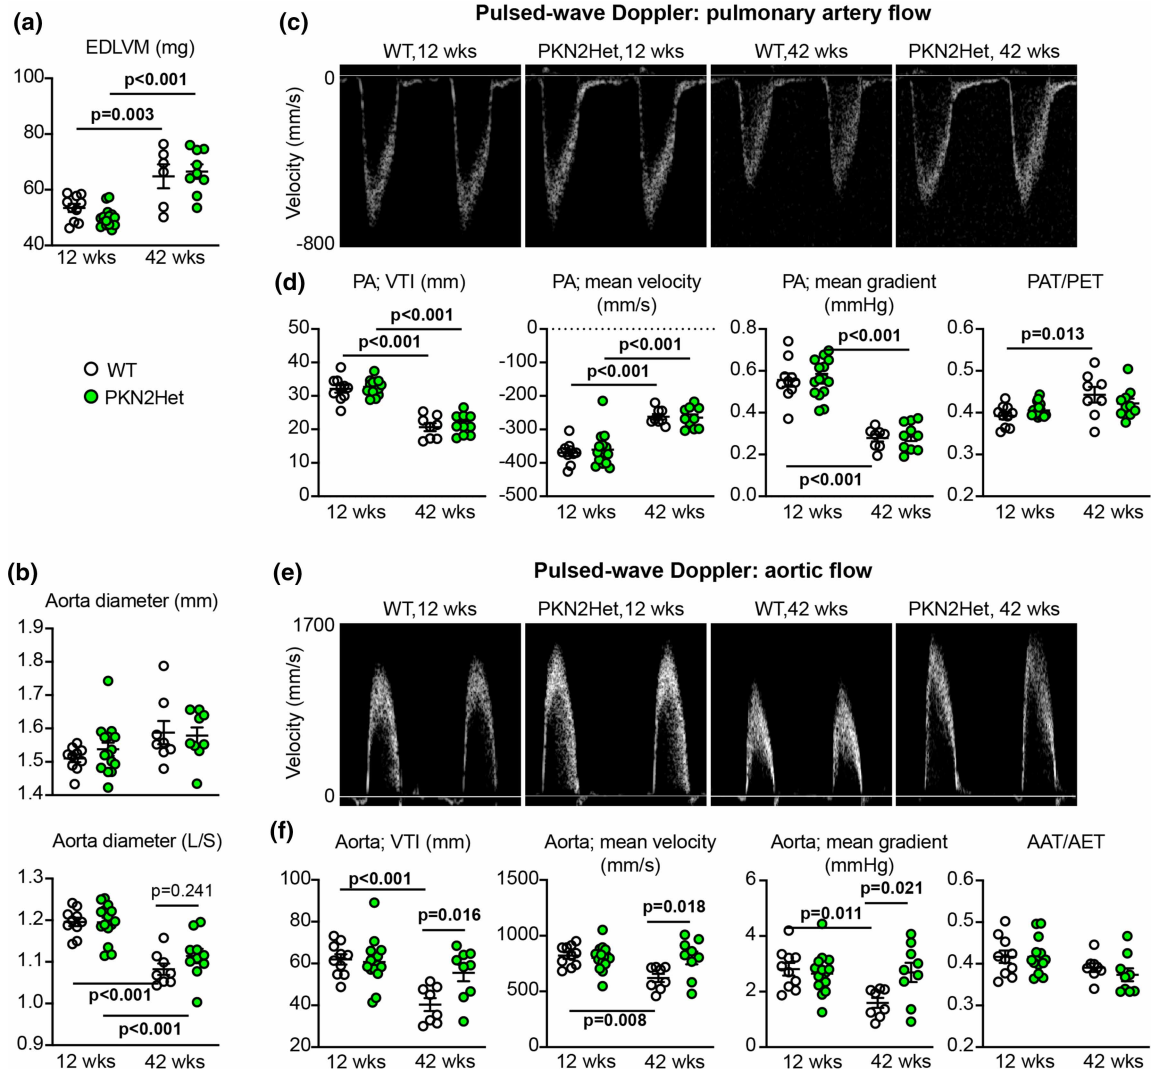 (a)
EDLVM (mg)
100
80
60
40
p<0.001
p=0.003
12 wks
42 wks
WT
PKN2Het
(c)
Pulsed-wave Doppler: pulmonary artery flow
WT,12 wks
PKN2Het,12 wks
WT,42 wks
PKN2Het, 42 wks
0
Velocity (mm/s)
-800
(d)
PA; VTI (mm)
50
40
30
20
10
0
p<0.001
p<0.001
12 wks
42 wks
PA; mean velocity
(mm/s)
0
-100
-200
-300
-400
-500
p<0.001
p<0.001
12 wks
42 wks
PA; mean gradient
(mmHg)
0.8
0.6
0.4
0.2
0.0
p<0.001
p<0.001
12 wks
42 wks
PAT/PET
0.6
0.5
0.4
0.3
0.2
p=0.013
12 wks
42 wks
(b)
Aorta diameter (mm)
1.9
1.8
1.7
1.6
1.5
1.4
Aorta diameter (L/S)
1.3
1.2
1.1
1.0
0.9
p=0.241
p<0.001
p<0.001
12 wks
42 wks
(e)
Pulsed-wave Doppler: aortic flow
WT,12 wks
PKN2Het,12 wks
WT,42 wks
PKN2Het, 42 wks
1700
Velocity (mm/s)
0
(f)
Aorta; VTI (mm)
100
80
60
40
20
p<0.001
p=0.016
12 wks
42 wks
Aorta; mean velocity
(mm/s)
1500
1000
500
0
p=0.018
p=0.008
12 wks
42 wks
Aorta; mean gradient
(mmHg)
6
4
2
0
p=0.021
p=0.011
12 wks
42 wks
AAT/AET
0.6
0.5
0.4
0.3
0.2
12 wks
42 wks